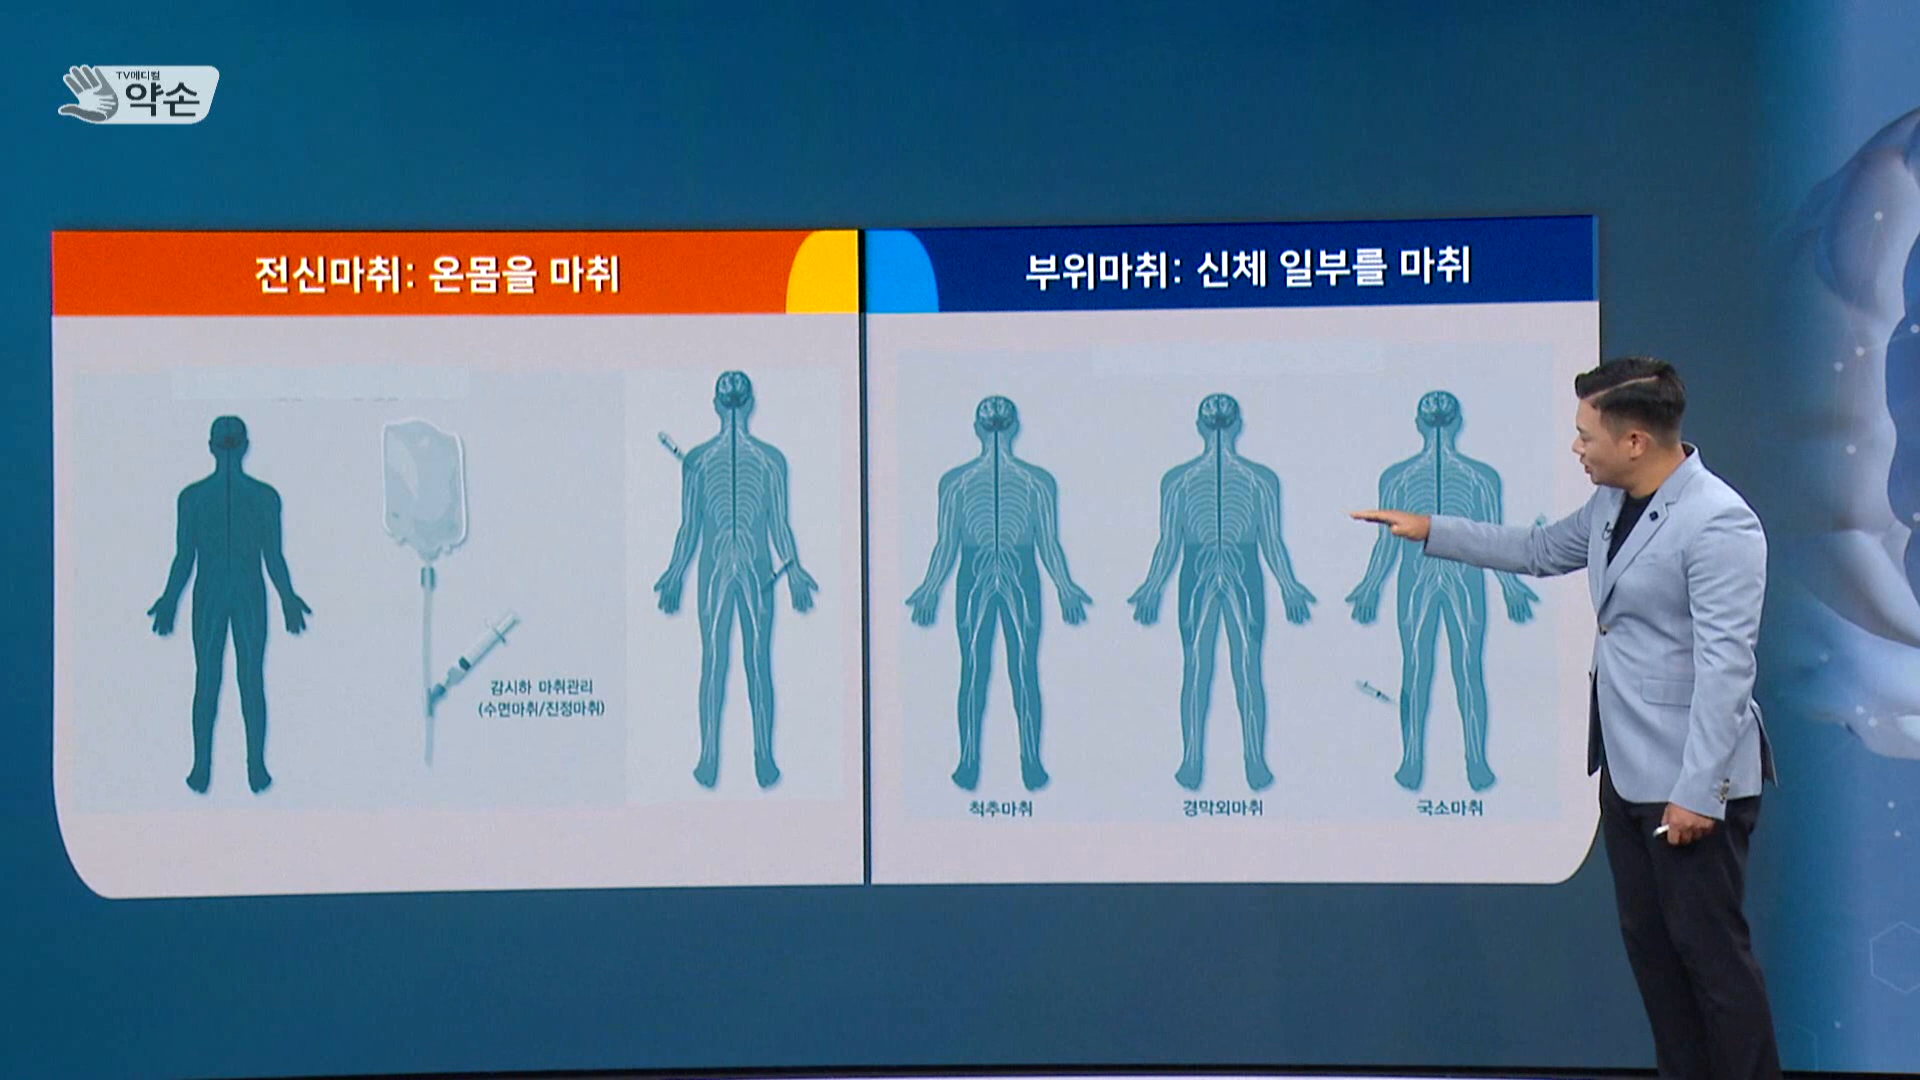 TV메디컬
약손
전신마취: 온몸을 마취
부위마취: 신체 일부를 마취
감시하 마취관리
(수면마취/진정마취)
척추마취
경막외마취
국소마취